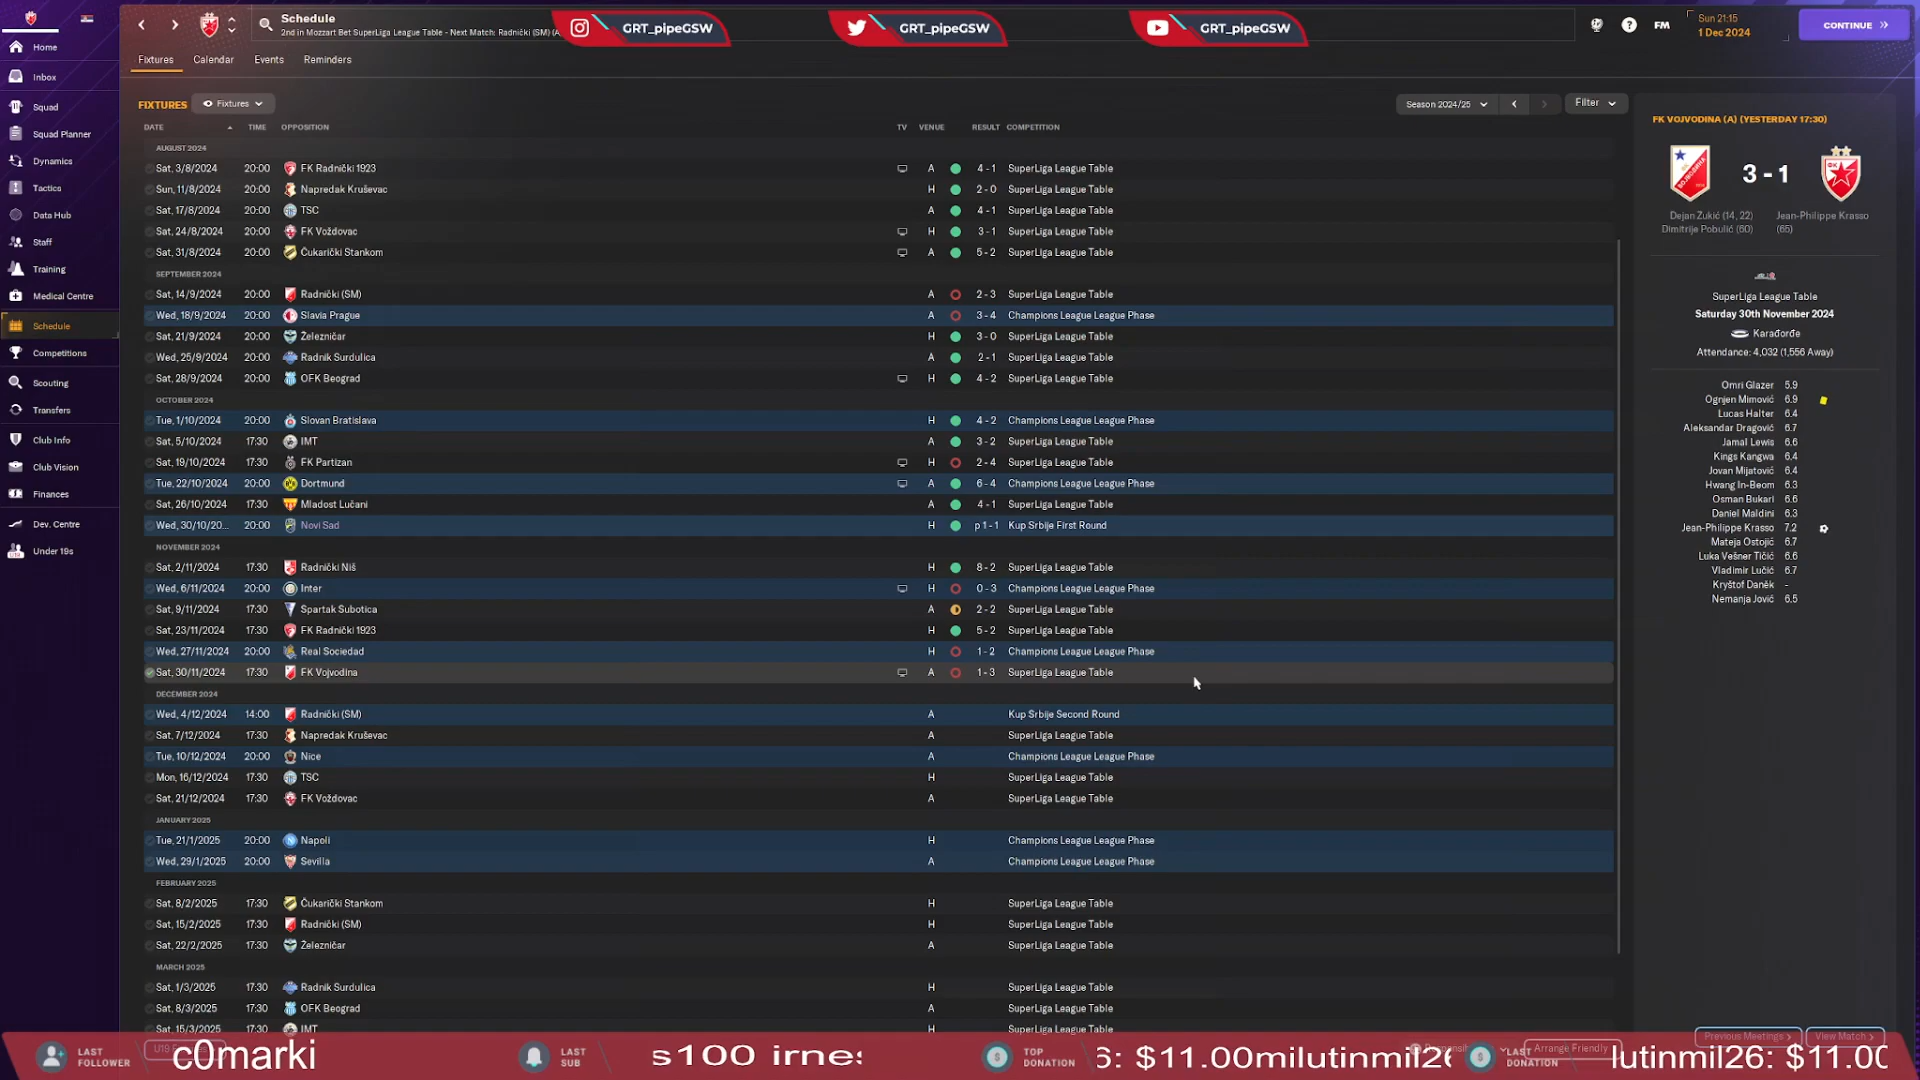 Schedule
2nd in Mozzart Bet SuperLiga League Table - Next Match: Radnički (SM) (A
GRT_pipeGSW
GRT_pipeGSW
GRT_pipeGSW
FM
Sun 21:15
1 Dec 2024
CONTINUE
Fixtures
Calendar
Events
Reminders
Home
Inbox
Squad
Squad Planner
Dynamics
Tactics
Data Hub
Staff
Training
Medical Centre
Schedule
Competitions
Scouting
Transfers
Club Info
Club Vision
Finances
Dev. Centre
Under 19s
FIXTURES
Fixtures
Season 2024/25
Filter
DATE TIME OPPOSITION TV VENUE RESULT COMPETITION
AUGUST 2024
Sat, 3/8/2024 20:00 FK Radnički 1923 A 4 - 1 SuperLiga League Table
Sun, 11/8/2024 20:00 Napredak Kruševac H 2 - 0 SuperLiga League Table
Sat, 17/8/2024 20:00 TSC A 4 - 1 SuperLiga League Table
Sat, 24/8/2024 20:00 FK Voždovac H 3 - 1 SuperLiga League Table
Sat, 31/8/2024 20:00 Čukarički Stankom A 5 - 2 SuperLiga League Table
SEPTEMBER 2024
Sat, 14/9/2024 20:00 Radnički (SM) A 2 - 3 SuperLiga League Table
Wed, 18/9/2024 20:00 Slavia Prague A 3 - 4 Champions League League Phase
Sat, 21/9/2024 20:00 Železničar H 3 - 0 SuperLiga League Table
Wed, 25/9/2024 20:00 Radnik Surdulica A 2 - 1 SuperLiga League Table
Sat, 28/9/2024 20:00 OFK Beograd H 4 - 2 SuperLiga League Table
OCTOBER 2024
Tue, 1/10/2024 20:00 Slovan Bratislava H 4 - 2 Champions League League Phase
Sat, 5/10/2024 17:30 IMT A 3 - 2 SuperLiga League Table
Sat, 19/10/2024 17:30 FK Partizan H 2 - 4 SuperLiga League Table
Tue, 22/10/2024 20:00 Dortmund A 6 - 4 Champions League League Phase
Sat, 26/10/2024 17:30 Mladost Lučani A 4 - 1 SuperLiga League Table
Wed, 30/10/20... 20:00 Novi Sad H p 1 - 1 Kup Srbije First Round
NOVEMBER 2024
Sat, 2/11/2024 17:30 Radnički Niš H 8 - 2 SuperLiga League Table
Wed, 6/11/2024 20:00 Inter H 0 - 3 Champions League League Phase
Sat, 9/11/2024 17:30 Spartak Subotica A 2 - 2 SuperLiga League Table
Sat, 23/11/2024 17:30 FK Radnički 1923 H 5 - 2 SuperLiga League Table
Wed, 27/11/2024 20:00 Real Sociedad H 1 - 2 Champions League League Phase
Sat, 30/11/2024 17:30 FK Vojvodina A 1 - 3 SuperLiga League Table
DECEMBER 2024
Wed, 4/12/2024 14:00 Radnički (SM) A Kup Srbije Second Round
Sat, 7/12/2024 17:30 Napredak Kruševac A SuperLiga League Table
Tue, 10/12/2024 20:00 Nice A Champions League League Phase
Mon, 16/12/2024 17:30 TSC H SuperLiga League Table
Sat, 21/12/2024 17:30 FK Voždovac A SuperLiga League Table
JANUARY 2025
Tue, 21/1/2025 20:00 Napoli H Champions League League Phase
Wed, 29/1/2025 20:00 Sevilla A Champions League League Phase
FEBRUARY 2025
Sat, 8/2/2025 17:30 Čukarički Stankom H SuperLiga League Table
Sat, 15/2/2025 17:30 Radnički (SM) H SuperLiga League Table
Sat, 22/2/2025 17:30 Železničar A SuperLiga League Table
MARCH 2025
Sat, 1/3/2025 17:30 Radnik Surdulica H SuperLiga League Table
Sat, 8/3/2025 17:30 OFK Beograd A SuperLiga League Table
Sat, 15/3/2025 17:30 IMT H SuperLiga League Table
FK VOJVODINA (A) (YESTERDAY 17:30)
3 - 1
Dejan Zukić (14, 22)
Dimitrije Pobulić (60)
Jean-Philippe Krasso
(65)
SuperLiga League Table
Saturday 30th November 2024
Karađorđe
Attendance: 4,032 (1,556 Away)
Omri Glazer 5.9
Ognjen Mimović 6.9
Lucas Halter 6.4
Aleksandar Dragović 6.7
Jamal Lewis 6.6
Kings Kangwa 6.4
Jovan Mijatović 6.4
Hwang In-Beom 6.3
Osman Bukari 6.6
Daniel Maldini 6.3
Jean-Philippe Krasso 7.2
Mateja Ostojić 6.7
Luka Vešner Tičić 6.6
Vladimir Lučić 6.7
Kryštof Daněk -
Nemanja Jović 6.5
Previous Meetings
View Match
Arrange Friendly
LAST
FOLLOWER
c0marki
LAST
SUB
s100 irnes
TOP
DONATION
6: $11.00milutinmil26
LAST
DONATION
lutinmil26: $11.00